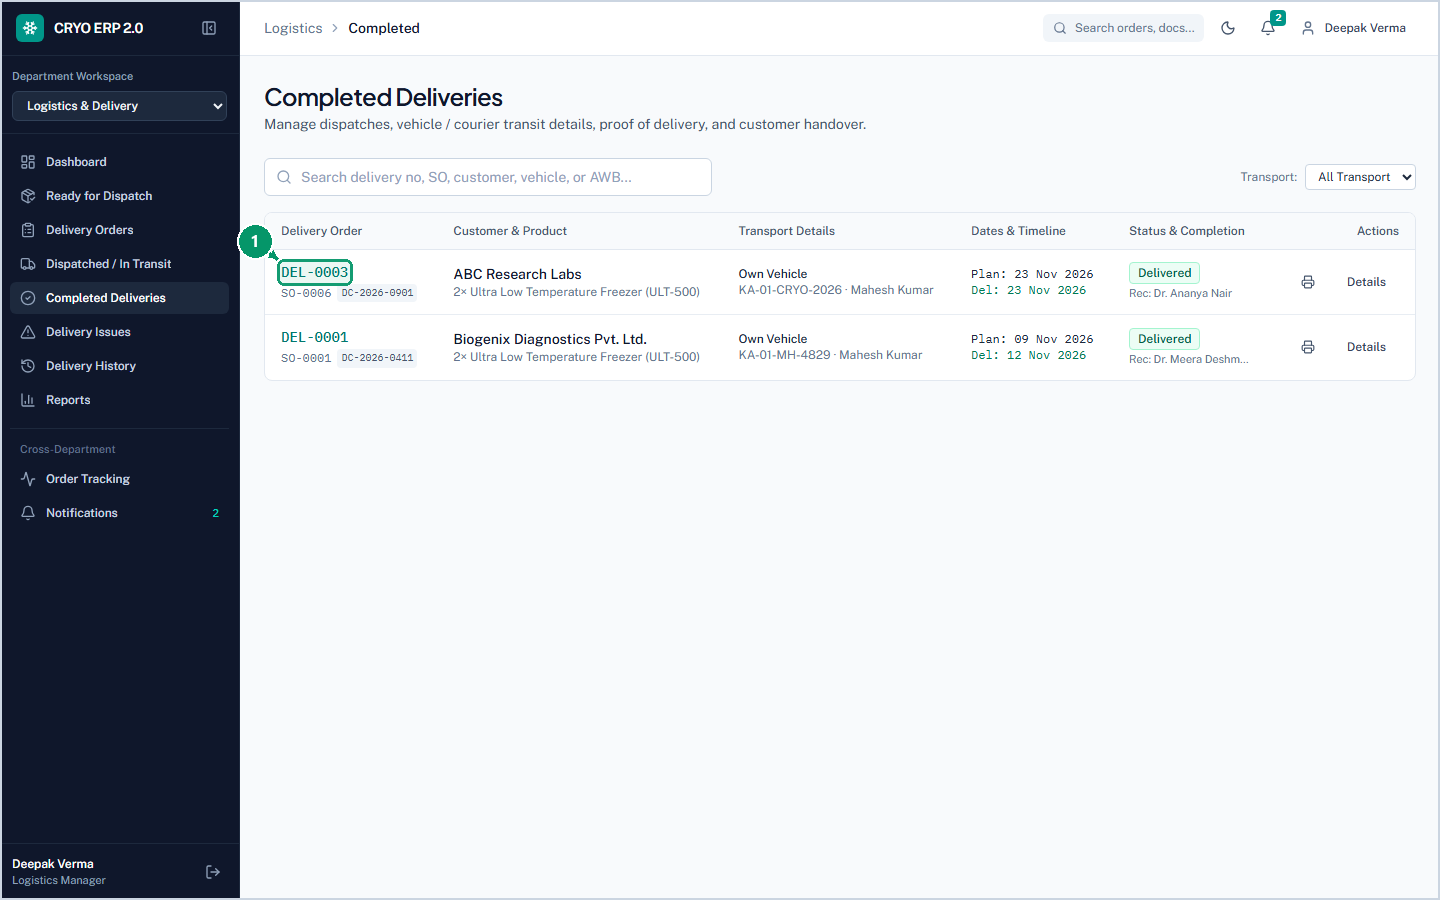 CRYO ERP 2.0
Department Workspace
Logistics & Delivery
Dashboard
Ready for Dispatch
Delivery Orders
Dispatched / In Transit
Completed Deliveries
Delivery Issues
Delivery History
Reports
Cross-Department
Order Tracking
Notifications 2
Deepak Verma
Logistics Manager
Logistics > Completed
Search orders, docs...
2
Deepak Verma
Completed Deliveries
Manage dispatches, vehicle / courier transit details, proof of delivery, and customer handover.
Search delivery no, SO, customer, vehicle, or AWB...
Transport: All Transport
Delivery Order Customer & Product Transport Details Dates & Timeline Status & Completion Actions
1
DEL-0003 ABC Research Labs Own Vehicle Plan: 23 Nov 2026 Delivered Details
SO-0006 DC-2026-0901 2× Ultra Low Temperature Freezer (ULT-500) KA-01-CRYO-2026 · Mahesh Kumar Del: 23 Nov 2026 Rec: Dr. Ananya Nair
DEL-0001 Biogenix Diagnostics Pvt. Ltd. Own Vehicle Plan: 09 Nov 2026 Delivered Details
SO-0001 DC-2026-0411 2× Ultra Low Temperature Freezer (ULT-500) KA-01-MH-4829 · Mahesh Kumar Del: 12 Nov 2026 Rec: Dr. Meera Deshm...